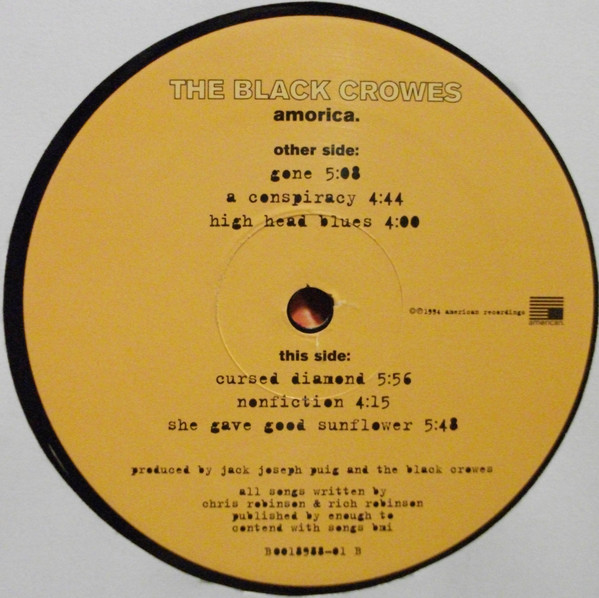 THE BLACK CROWES
amorica.
other side:
gone 5:08
a conspiracy 4:44
high head blues 4:00
©℗1994 american recordings
american.
this side:
cursed diamond 5:56
nonfiction 4:15
she gave good sunflower 5:48
produced by jack joseph puig and the black crowes
all songs written by
chris robinson & rich robinson
published by enough to
contend with songs bmi
B